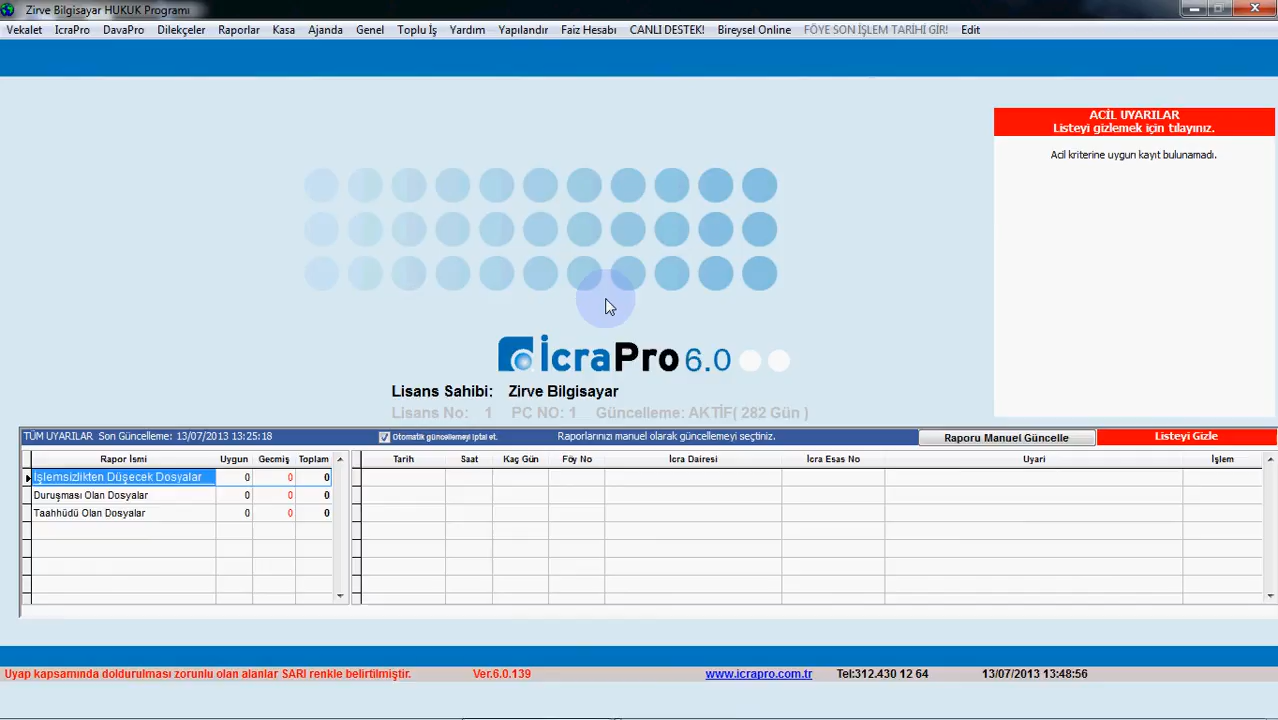 Zirve Bilgisayar HUKUK Programı
Vekalet IcraPro DavaPro Dilekçeler Raporlar Kasa Ajanda Genel Toplu İş Yardım Yapılandır Faiz Hesabı CANLI DESTEK! Bireysel Online FÖYE SON İŞLEM TARİHİ GİR! Edit
ACİL UYARILAR
Listeyi gizlemek için tılayınız.
Acil kriterine uygun kayıt bulunamadı.
icraPro 6.0
Lisans Sahibi: Zirve Bilgisayar
Lisans No: 1 PC NO: 1 Güncelleme: AKTİF( 282 Gün )
TÜM UYARILAR Son Güncelleme: 13/07/2013 13:25:18 Otomatik güncellemeyi iptal et. Raporlarınızı manuel olarak güncellemeyi seçtiniz. Raporu Manuel Güncelle Listeyi Gizle
Rapor Ismi Uygun Gecmiş Toplam Tarih Saat Kaç Gün Föy No İcra Dairesi İcra Esas No Uyari İşlem
İşlemsizlikten Düşecek Dosyalar 0 0 0
Duruşması Olan Dosyalar 0 0 0
Taahhüdü Olan Dosyalar 0 0 0
Uyap kapsamında doldurulması zorunlu olan alanlar SARI renkle belirtilmiştir. Ver.6.0.139 www.icrapro.com.tr Tel:312.430 12 64 13/07/2013 13:48:56